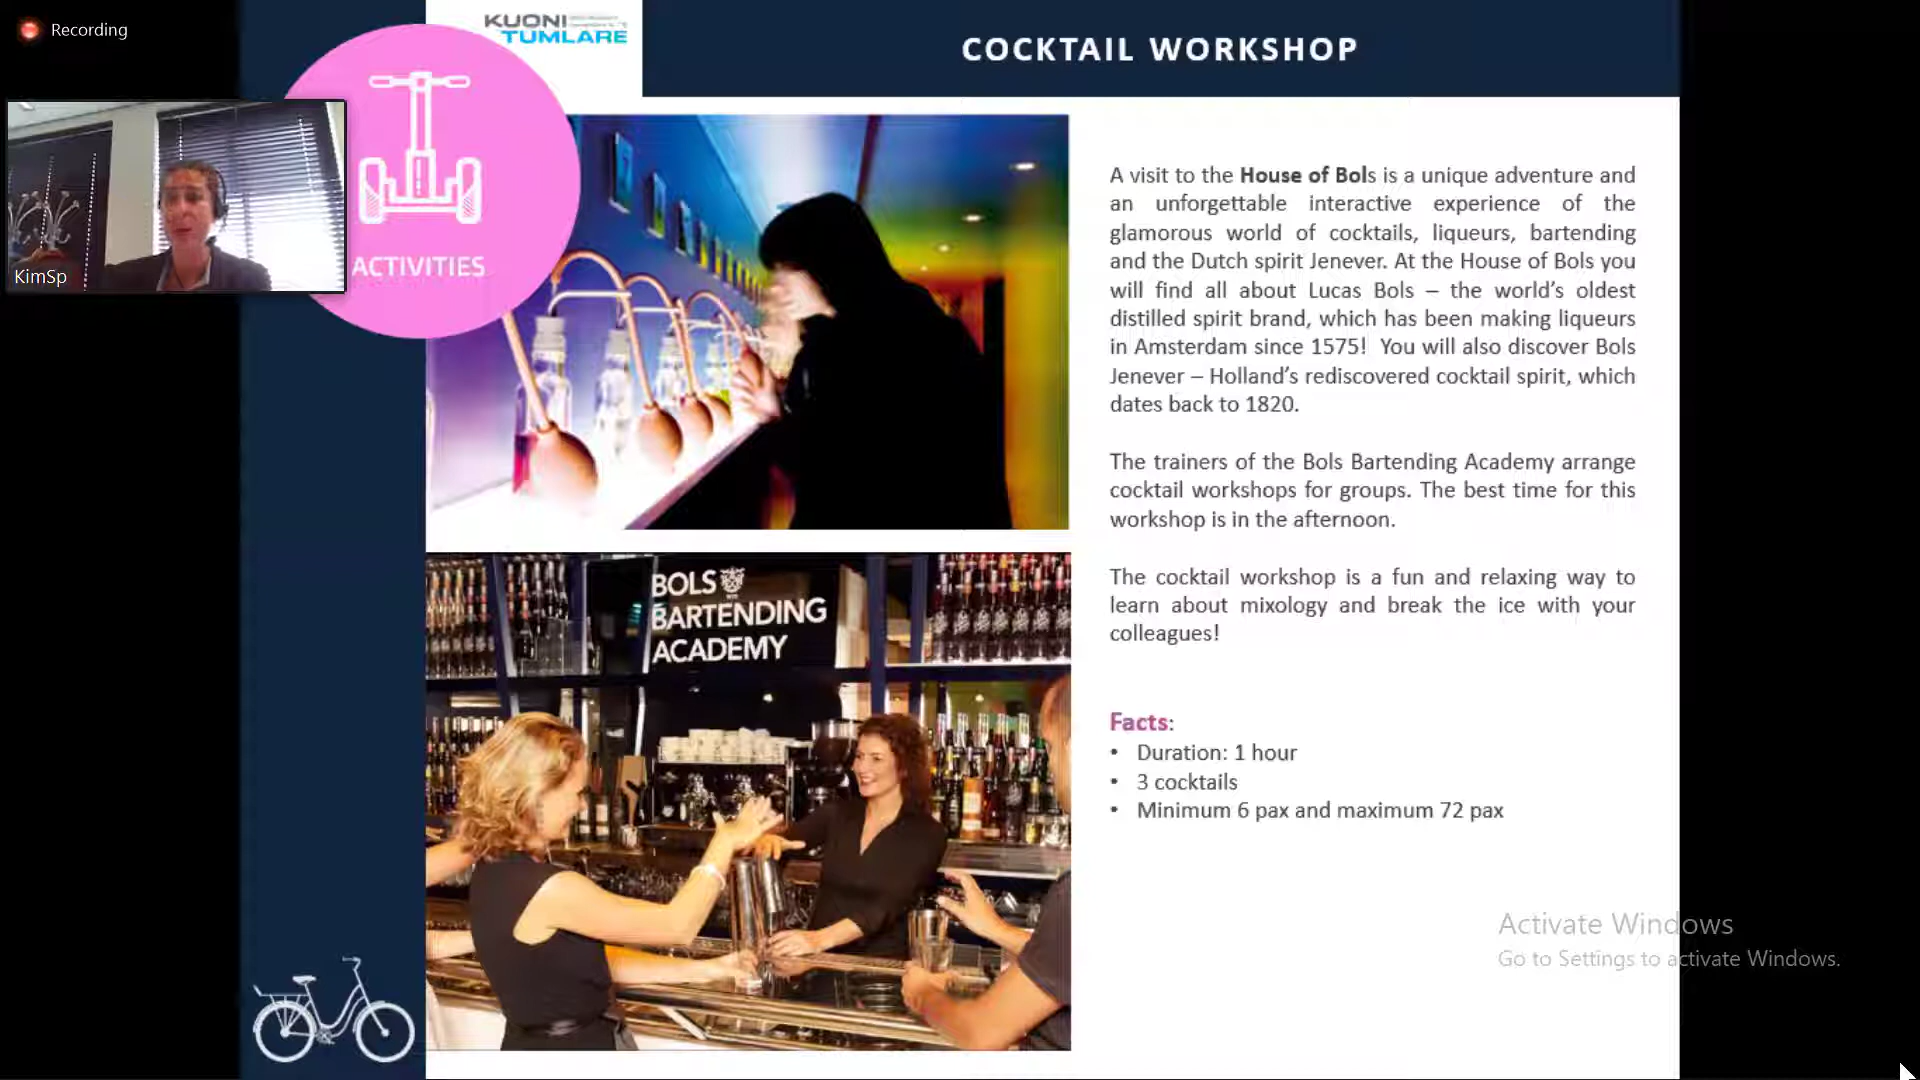 Recording
KUONI
TUMLARE
COCKTAIL WORKSHOP
KimSp
ACTIVITIES
A visit to the House of Bols is a unique adventure and
an unforgettable interactive experience of the
glamorous world of cocktails, liqueurs, bartending
and the Dutch spirit Jenever. At the House of Bols you
will find all about Lucas Bols – the world's oldest
distilled spirit brand, which has been making liqueurs
in Amsterdam since 1575! You will also discover Bols
Jenever – Holland's rediscovered cocktail spirit, which
dates back to 1820.
The trainers of the Bols Bartending Academy arrange
cocktail workshops for groups. The best time for this
workshop is in the afternoon.
The cocktail workshop is a fun and relaxing way to
learn about mixology and break the ice with your
colleagues!
BOLS
BARTENDING
ACADEMY
Facts:
• Duration: 1 hour
• 3 cocktails
• Minimum 6 pax and maximum 72 pax
Activate Windows
Go to Settings to activate Windows.